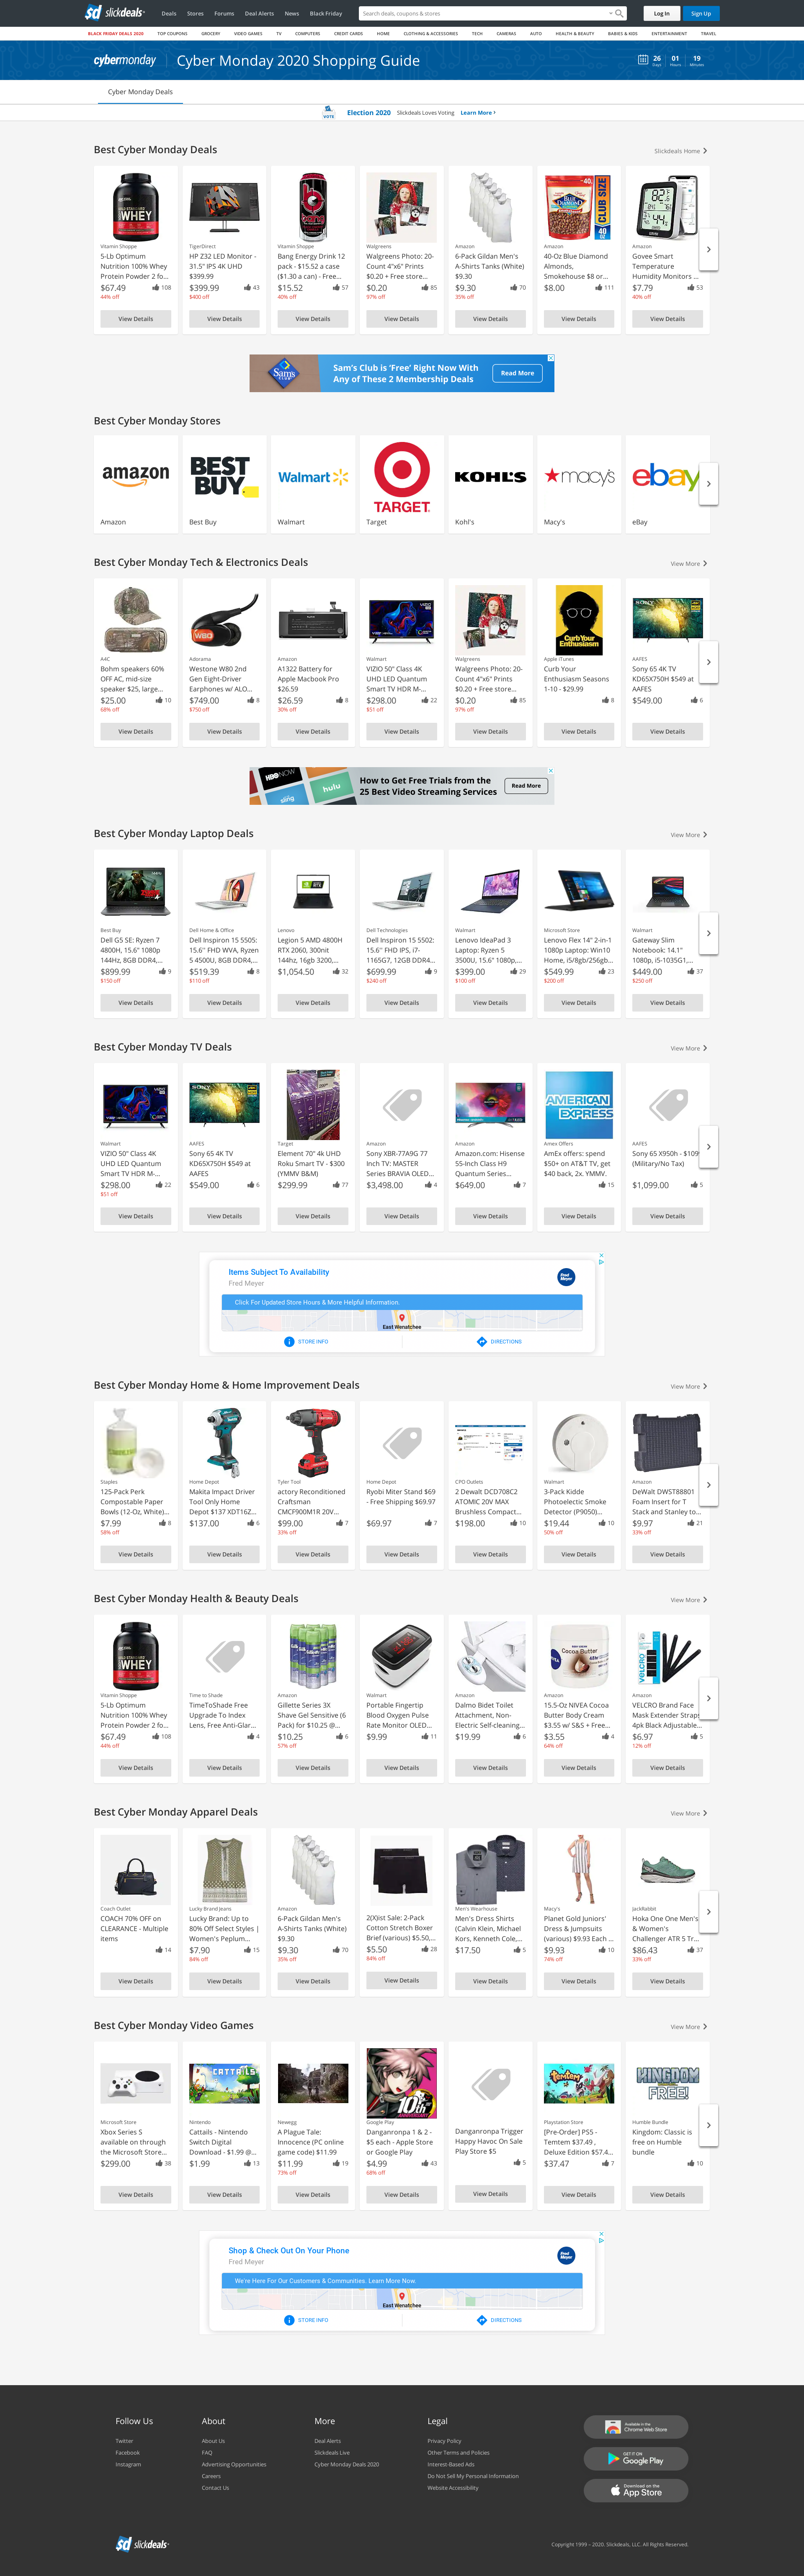 slickdeals
Deals Stores Forums Deal Alerts News Black Friday
Search deals, coupons & stores
Log In Sign Up
BLACK FRIDAY DEALS 2020 TOP COUPONS GROCERY VIDEO GAMES TV COMPUTERS CREDIT CARDS HOME CLOTHING & ACCESSORIES TECH CAMERAS AUTO HEALTH & BEAUTY BABIES & KIDS ENTERTAINMENT TRAVEL
cybermonday Cyber Monday 2020 Shopping Guide
26 01 19
Days Hours Minutes
Cyber Monday Deals
VOTE Election 2020 Slickdeals Loves Voting Learn More
Best Cyber Monday Deals
Slickdeals Home
Vitamin Shoppe
5-Lb Optimum
Nutrition 100% Whey
Protein Powder 2 fo...
$67.49 108
44% off
View Details
TigerDirect
HP Z32 LED Monitor -
31.5" IPS 4K UHD
$399.99
$399.99 43
$400 off
View Details
Vitamin Shoppe
Bang Energy Drink 12
pack - $15.52 a case
($1.30 a can) - Free...
$15.52 57
40% off
View Details
Walgreens
Walgreens Photo: 20-
Count 4"x6" Prints
$0.20 + Free store...
$0.20 85
97% off
View Details
Amazon
6-Pack Gildan Men's
A-Shirts Tanks (White)
$9.30
$9.30 70
35% off
View Details
Amazon
40-Oz Blue Diamond
Almonds,
Smokehouse $8 or...
$8.00 111
View Details
Amazon
Govee Smart
Temperature
Humidity Monitors ...
$7.79 53
40% off
View Details
Sam's Club is 'Free' Right Now With
Any of These 2 Membership Deals
Read More
Best Cyber Monday Stores
amazon
Amazon
BEST
BUY
Best Buy
Walmart
Walmart
TARGET
Target
KOHL'S
Kohl's
macy's
Macy's
ebay
eBay
Best Cyber Monday Tech & Electronics Deals
View More
A4C
Bohm speakers 60%
OFF AC, mid-size
speaker $25, large...
$25.00 10
68% off
View Details
Adorama
Westone W80 2nd
Gen Eight-Driver
Earphones w/ ALO...
$749.00 8
$750 off
View Details
Amazon
A1322 Battery for
Apple Macbook Pro
$26.59
$26.59 8
30% off
View Details
Walmart
VIZIO 50" Class 4K
UHD LED Quantum
Smart TV HDR M-...
$298.00 22
$51 off
View Details
Walgreens
Walgreens Photo: 20-
Count 4"x6" Prints
$0.20 + Free store...
$0.20 85
97% off
View Details
Apple iTunes
Curb Your
Enthusiasm Seasons
1-10 - $29.99
8
View Details
AAFES
Sony 65 4K TV
KD65X750H $549 at
AAFES
$549.00 6
View Details
HBO NOW
sling
hulu
How to Get Free Trials from the
25 Best Video Streaming Services
Read More
Best Cyber Monday Laptop Deals
View More
Best Buy
Dell G5 SE: Ryzen 7
4800H, 15.6" 1080p
144Hz, 8GB DDR4,...
$899.99 9
$150 off
View Details
Dell Home & Office
Dell Inspiron 15 5505:
15.6'' FHD WVA, Ryzen
5 4500U, 8GB DDR4,...
$519.39 8
$110 off
View Details
Lenovo
Legion 5 AMD 4800H
RTX 2060, 300nit
144hz, 16gb 3200,...
$1,054.50 32
View Details
Dell Technologies
Dell Inspiron 15 5502:
15.6'' FHD IPS, i7-
1165G7, 12GB DDR4...
$699.99 9
$240 off
View Details
Walmart
Lenovo IdeaPad 3
Laptop: Ryzen 5
3500U, 15.6" 1080p,...
$399.00 29
$100 off
View Details
Microsoft Store
Lenovo Flex 14" 2-in-1
1080p Laptop: Win10
Home, i5/8gb/256gb...
$549.99 23
$200 off
View Details
Walmart
Gateway Slim
Notebook: 14.1"
1080p, i5-1035G1,...
$449.00 37
$250 off
View Details
Best Cyber Monday TV Deals
View More
Walmart
VIZIO 50" Class 4K
UHD LED Quantum
Smart TV HDR M-...
$298.00 22
$51 off
View Details
AAFES
Sony 65 4K TV
KD65X750H $549 at
AAFES
$549.00 6
View Details
Target
Element 70" 4k UHD
Roku Smart TV - $300
(YMMV B&M)
$299.99 77
View Details
Amazon
Sony XBR-77A9G 77
Inch TV: MASTER
Series BRAVIA OLED...
$3,498.00 4
View Details
Amazon
Amazon.com: Hisense
55-Inch Class H9
Quantum Series...
$649.00 7
View Details
AMERICAN
EXPRESS
Amex Offers
AmEx offers: spend
$50+ on AT&T TV, get
$40 back, 2x. YMMV.
15
View Details
AAFES
Sony 65 X950h - $1099
(Military/No Tax)
$1,099.00 5
View Details
Items Subject To Availability
Fred Meyer
Click For Updated Store Hours & More Helpful Information.
East Wenatchee
STORE INFO DIRECTIONS
Best Cyber Monday Home & Home Improvement Deals
View More
Staples
125-Pack Perk
Compostable Paper
Bowls (12-Oz, White)...
$7.99 8
58% off
View Details
Home Depot
Makita Impact Driver
Tool Only Home
Depot $137 XDT16Z...
$137.00 6
View Details
Tyler Tool
actory Reconditioned
Craftsman
CMCF900M1R 20V...
$99.00 7
33% off
View Details
Home Depot
Ryobi Miter Stand $69
- Free Shipping $69.97
$69.97 7
View Details
CPO Outlets
2 Dewalt DCD708C2
ATOMIC 20V MAX
Brushless Compact...
$198.00 10
View Details
Walmart
3-Pack Kidde
Photoelectic Smoke
Detector (P9050)...
$19.44 10
50% off
View Details
Amazon
DeWalt DWST88801
Foam Insert for T
Stack and Stanley to...
$9.97 21
33% off
View Details
Best Cyber Monday Health & Beauty Deals
View More
Vitamin Shoppe
5-Lb Optimum
Nutrition 100% Whey
Protein Powder 2 fo...
$67.49 108
44% off
View Details
Time to Shade
TimeToShade Free
Upgrade To Index
Lens, Free Anti-Glar...
4
View Details
Amazon
Gillette Series 3X
Shave Gel Sensitive (6
Pack) for $10.25 @...
$10.25 6
57% off
View Details
Walmart
Portable Fingertip
Blood Oxygen Pulse
Rate Monitor OLED...
$9.99 11
View Details
Amazon
Dalmo Bidet Toilet
Attachment, Non-
Electric Self-cleaning...
$19.99 6
View Details
Amazon
15.5-Oz NIVEA Cocoa
Butter Body Cream
$3.55 w/ S&S + Free...
$3.55 4
64% off
View Details
Amazon
VELCRO Brand Face
Mask Extender Straps
4pk Black Adjustable...
$6.97 5
12% off
View Details
Best Cyber Monday Apparel Deals
View More
Coach Outlet
COACH 70% OFF on
CLEARANCE - Multiple
items
14
View Details
Lucky Brand Jeans
Lucky Brand: Up to
80% Off Select Styles |
Women's Peplum...
$7.90 15
84% off
View Details
Amazon
6-Pack Gildan Men's
A-Shirts Tanks (White)
$9.30
$9.30 70
35% off
View Details
2(X)ist Sale: 2-Pack
Cotton Stretch Boxer
Brief (various) $5.50,...
$5.50 28
84% off
View Details
Men's Wearhouse
Men's Dress Shirts
(Calvin Klein, Michael
Kors, Kenneth Cole,...
$17.50 5
View Details
Macy's
Planet Gold Juniors'
Dress & Jumpsuits
(various) $9.93 Each ...
$9.93 10
74% off
View Details
JackRabbit
Hoka One One Men's
& Women's
Challenger ATR 5 Tr...
$86.43 37
33% off
View Details
Best Cyber Monday Video Games
View More
Microsoft Store
Xbox Series S
available on through
the Microsoft Store...
$299.00 38
View Details
Nintendo
Cattails - Nintendo
Switch Digital
Download - $1.99 @...
$1.99 13
View Details
Newegg
A Plague Tale:
Innocence (PC online
game code) $11.99
$11.99 19
73% off
View Details
Google Play
Danganronpa 1 & 2 -
$5 each - Apple Store
or Google Play
$4.99 43
68% off
View Details
Danganronpa Trigger
Happy Havoc On Sale
Play Store $5
5
View Details
Playstation Store
[Pre-Order] PS5 -
Temtem $37.49 ,
Deluxe Edition $57.4...
$37.47 7
View Details
KINGDOM
FREE!
Humble Bundle
Kingdom: Classic is
free on Humble
bundle
10
View Details
Shop & Check Out On Your Phone
Fred Meyer
We're Here For Our Customers & Communities. Learn More Now.
East Wenatchee
STORE INFO DIRECTIONS
Follow Us
Twitter
Facebook
Instagram
About
About Us
FAQ
Advertising Opportunities
Careers
Contact Us
More
Deal Alerts
Slickdeals Live
Cyber Monday Deals 2020
Legal
Privacy Policy
Other Terms and Policies
Interest-Based Ads
Do Not Sell My Personal Information
Website Accessibility
Available in the
Chrome Web Store
GET IT ON
Google Play
Download on the
App Store
slickdeals
Copyright 1999 - 2020. Slickdeals, LLC. All Rights Reserved.